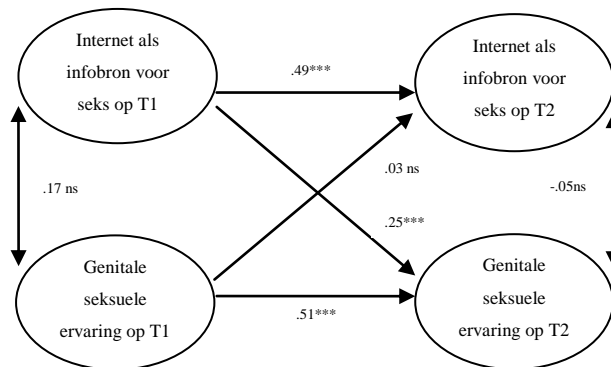 Internet als
infobron voor
seks op T1
.49***
Internet als
infobron voor
seks op T2
.17 ns
.03 ns
-.05ns
.25***
Genitale
seksuele
ervaring op T1
.51***
Genitale
seksuele
ervaring op T2